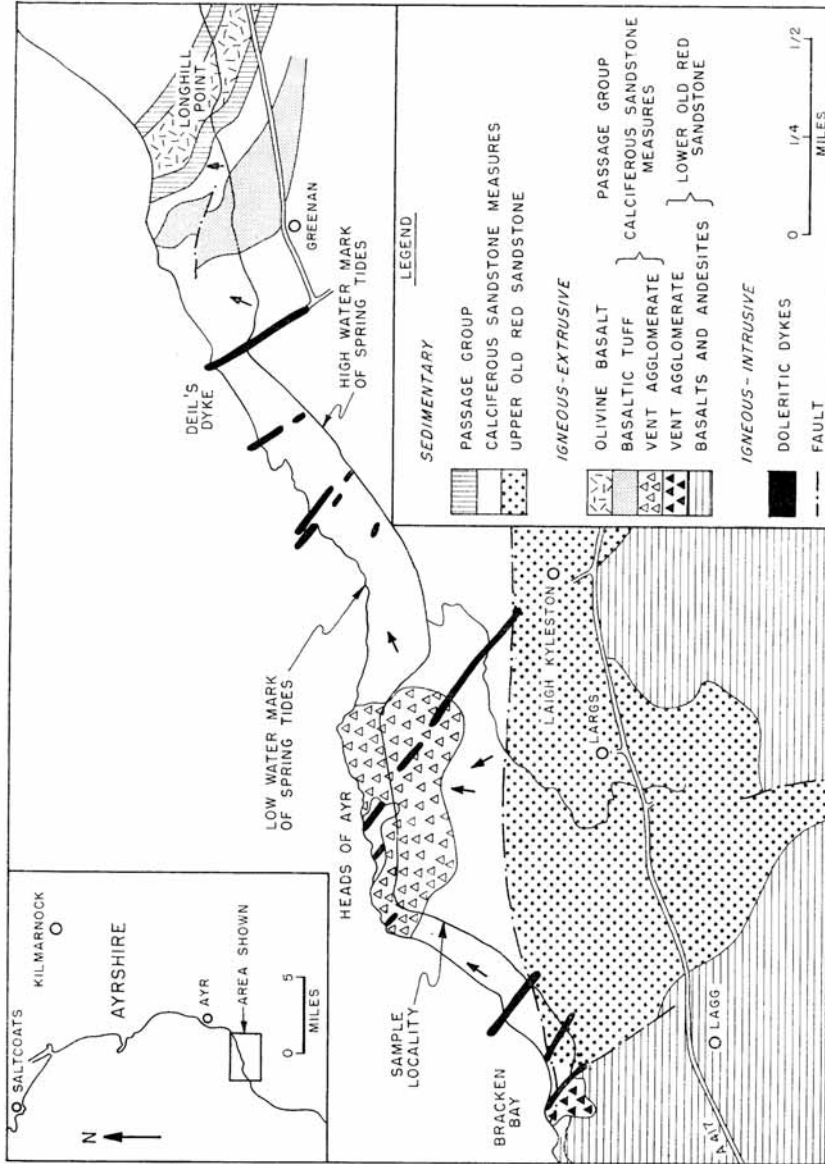 SALTCOATS
KILMARNOCK
AYRSHIRE
N
AYR
AREA SHOWN
0 5
MILES
HEADS OF AYR
LOW WATER MARK
OF SPRING TIDES
DEIL'S
DYKE
HIGH WATER MARK
OF SPRING TIDES
LONGHILL
POINT
GREENAN
SAMPLE
LOCALITY
BRACKEN
BAY
LAGG
A 417
LARGS
LAIGH KYLESTON
LEGEND
SEDIMENTARY
PASSAGE GROUP
CALCIFEROUS SANDSTONE MEASURES
UPPER OLD RED SANDSTONE
IGNEOUS-EXTRUSIVE
OLIVINE BASALT PASSAGE GROUP
BASALTIC TUFF
VENT AGGLOMERATE
CALCIFEROUS SANDSTONE
MEASURES
VENT AGGLOMERATE
BASALTS AND ANDESITES
LOWER OLD RED
SANDSTONE
IGNEOUS-INTRUSIVE
DOLERITIC DYKES
FAULT
0 1/4 1/2
MILES